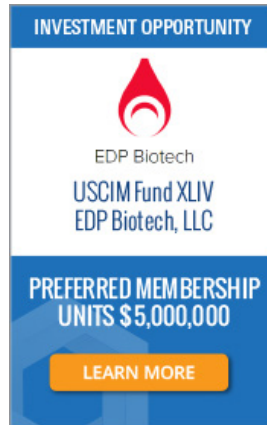 INVESTMENT OPPORTUNITY
EDP Biotech
USCIM Fund XLIV
EDP Biotech, LLC
PREFERRED MEMBERSHIP
UNITS $5,000,000
LEARN MORE